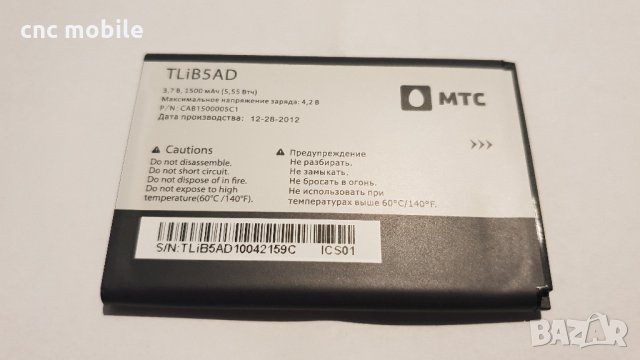 cnc mobile
TLiB5AD
3,7 В, 1500 мАч (5,55 Втч)
Максимальное напряжение заряда: 4,2 В
P/N: CAB1500005C1
Дата производства: 12-28-2012
МТС
Cautions
Do not disassemble.
Do not short circuit.
Do not dispose of in fire.
Do not expose to high
temperature(60°C/140°F).
Предупреждение
Не разбирать.
Не замыкать.
Не бросать в огонь.
Не использовать при
температурах выше 60°C/140°F.
>>>
S/N:TLiB5AD10042159C ICS01
BAZAR
bg